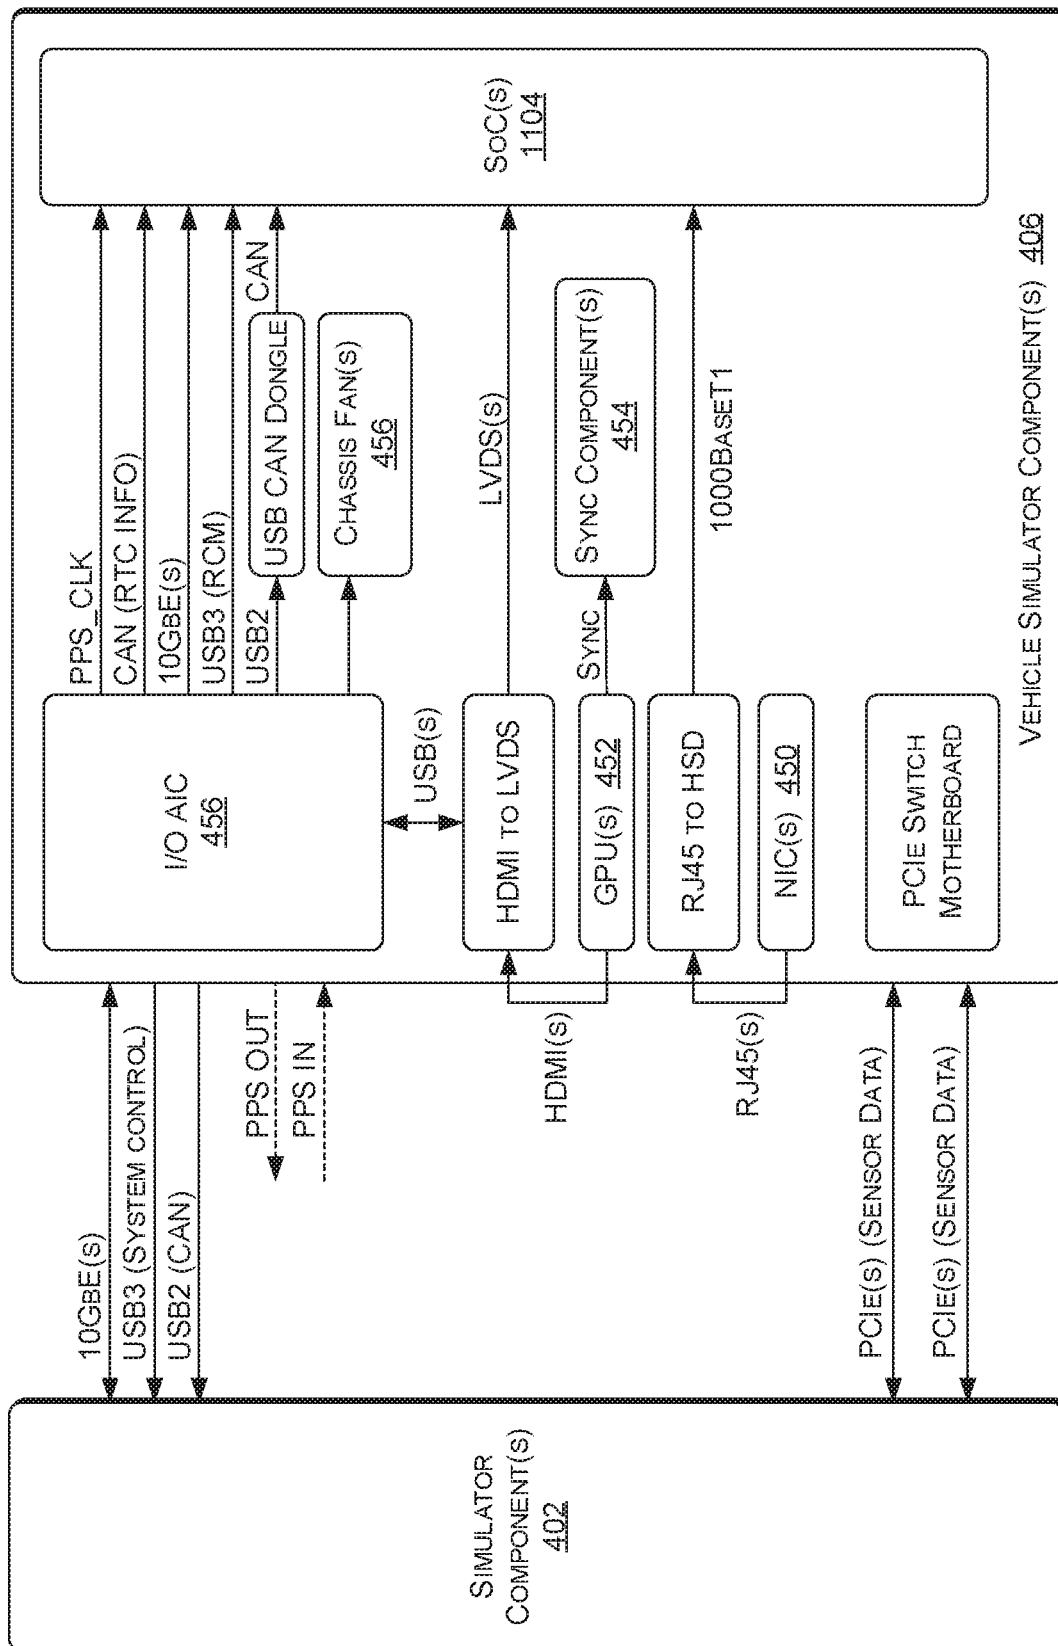 SIMULATOR
COMPONENT(S)
402
10GBE(S)
USB3 (SYSTEM CONTROL)
USB2 (CAN)
PPS OUT
PPS IN
HDMI(S)
RJ45(S)
PCIE(S) (SENSOR DATA)
PCIE(S) (SENSOR DATA)
I/O AIC
456
USB(S)
HDMI TO LVDS
GPU(S) 452
RJ45 TO HSD
NIC(S) 450
PCIE SWITCH
MOTHERBOARD
PPS_CLK
CAN (RTC INFO)
10GBE(S)
USB3 (RCM)
USB2
USB CAN DONGLE
CAN
CHASSIS FAN(S)
456
LVDS(S)
SYNC
SYNC COMPONENT(S)
454
1000BASET1
SOC(S)
1104
VEHICLE SIMULATOR COMPONENT(S) 406